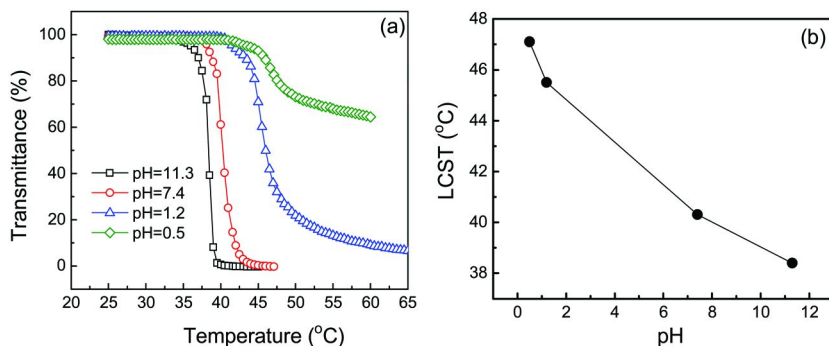 (a)
100
80
60
40
20
0
Transmittance (%)
pH=11.3
pH=7.4
pH=1.2
pH=0.5
20 25 30 35 40 45 50 55 60 65
Temperature (°C)
(b)
48
46
44
42
40
38
LCST (°C)
0 2 4 6 8 10 12
pH